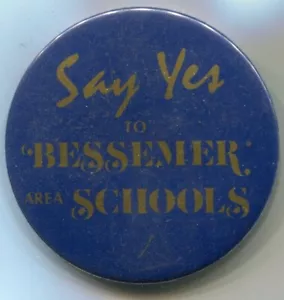 Say Yes
TO
BESSEMER
AREA SCHOOLS